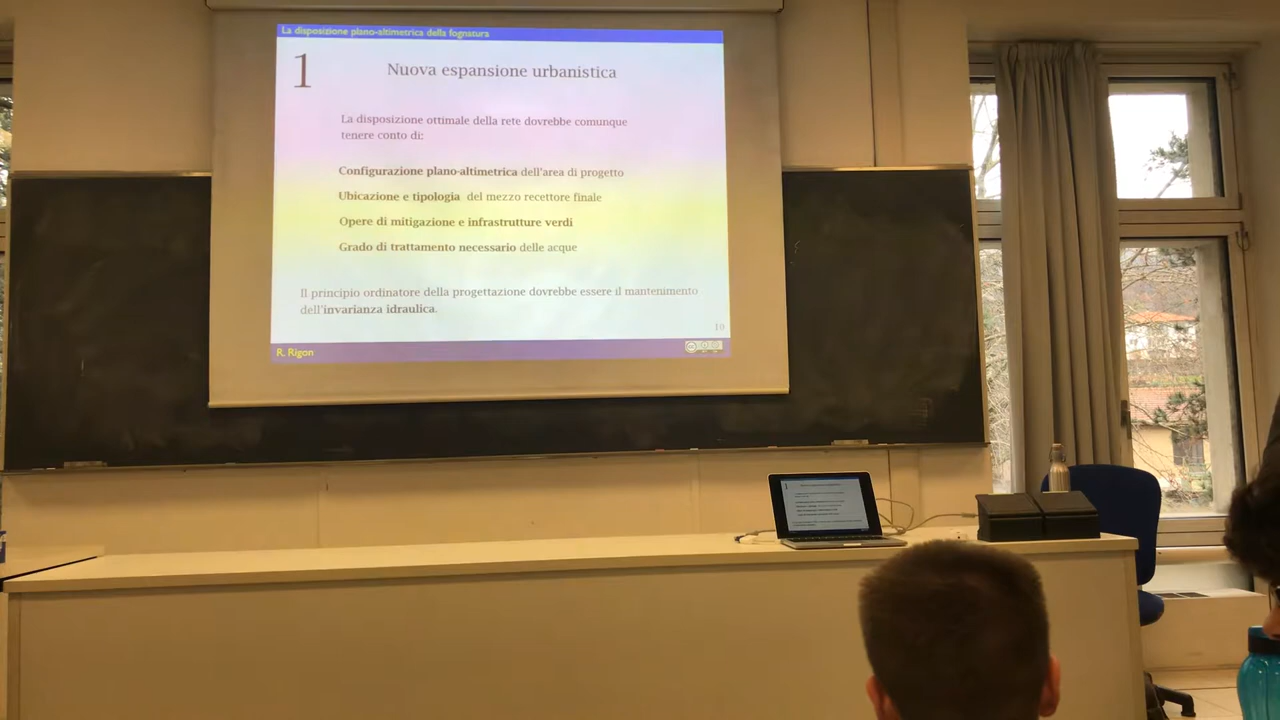 La disposizione plano-altimetrica della fognatura
1
Nuova espansione urbanistica
La disposizione ottimale della rete dovrebbe comunque
tenere conto di:
Configurazione plano-altimetrica dell'area di progetto
Ubicazione e tipologia del mezzo recettore finale
Opere di mitigazione e infrastrutture verdi
Grado di trattamento necessario delle acque
Il principio ordinatore della progettazione dovrebbe essere il mantenimento
dell'invarianza idraulica.
10
R. Rigon